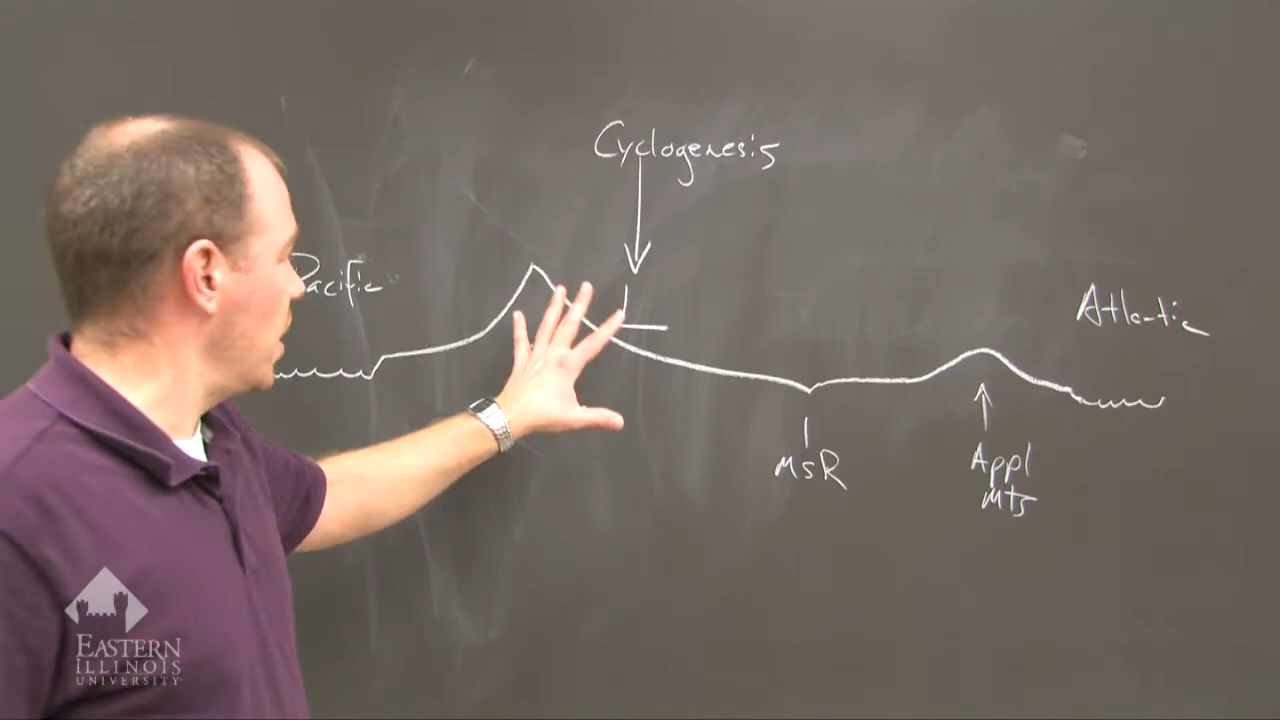 Cyclogenesis
Pacific
L
Atlantic
MsR
Appl
Mts
EASTERN
ILLINOIS
UNIVERSITY